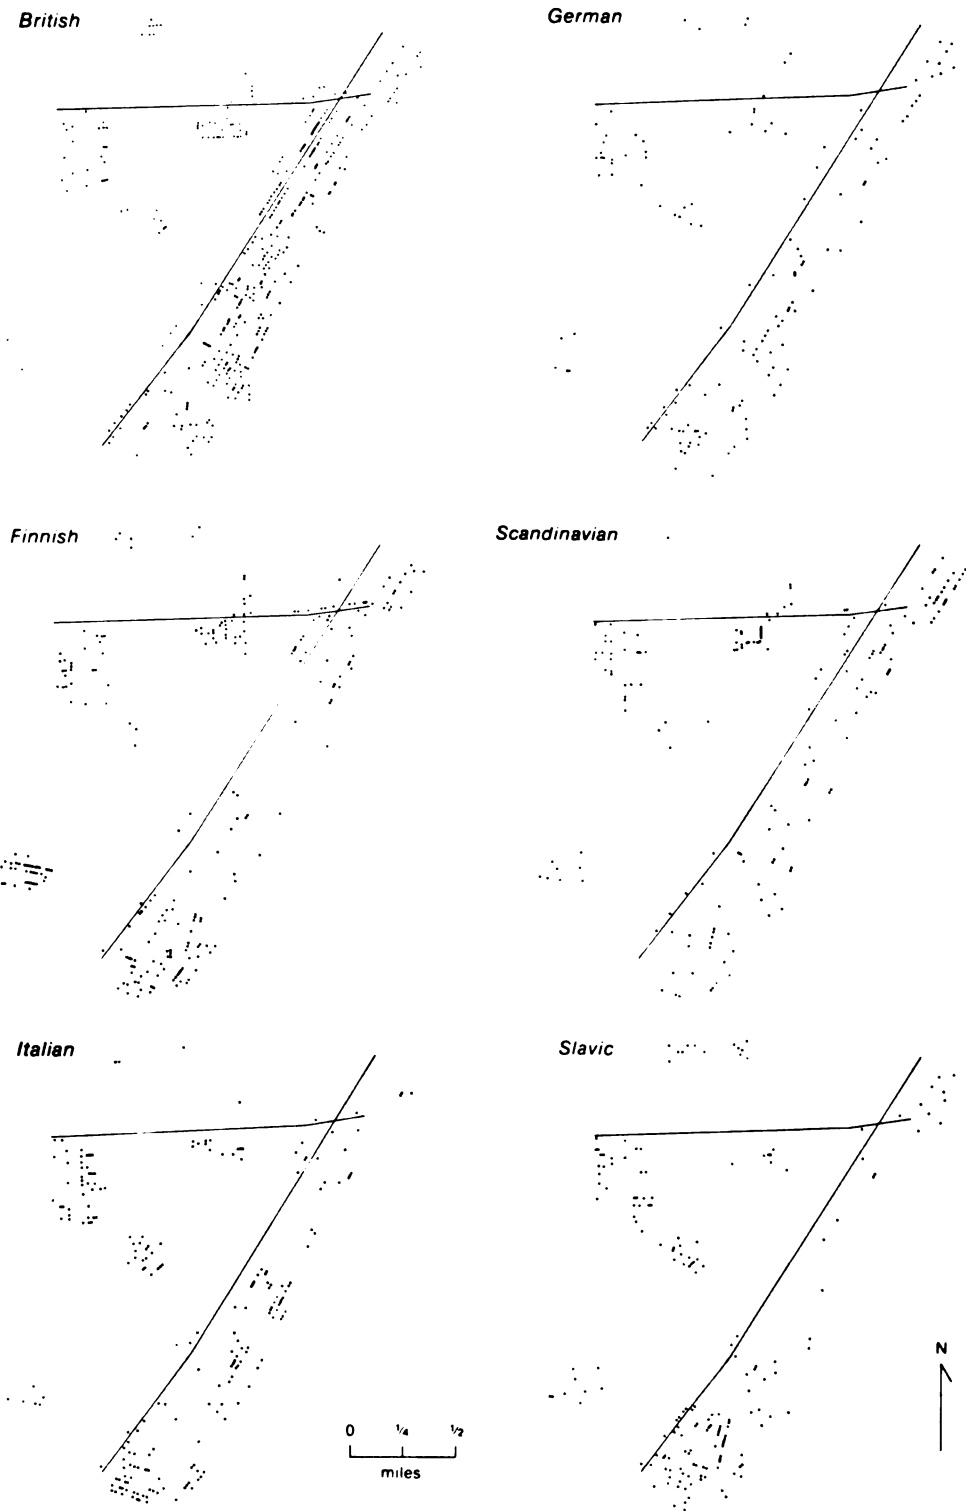 British
German
Finnish
Scandinavian
Italian
Slavic
N
0 1/4 1/2
miles